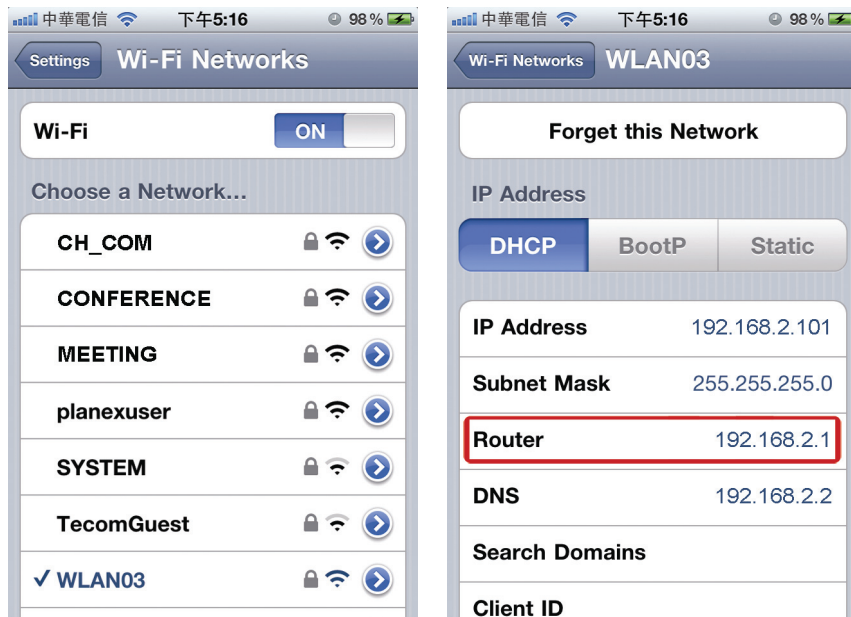 中華電信 下午5:16 98%
Settings Wi-Fi Networks
Wi-Fi ON
Choose a Network...
CH_COM
CONFERENCE
MEETING
planexuser
SYSTEM
TecomGuest
✓ WLAN03
中華電信 下午5:16 98%
Wi-Fi Networks WLAN03
Forget this Network
IP Address
DHCP BootP Static
IP Address 192.168.2.101
Subnet Mask 255.255.255.0
Router 192.168.2.1
DNS 192.168.2.2
Search Domains
Client ID